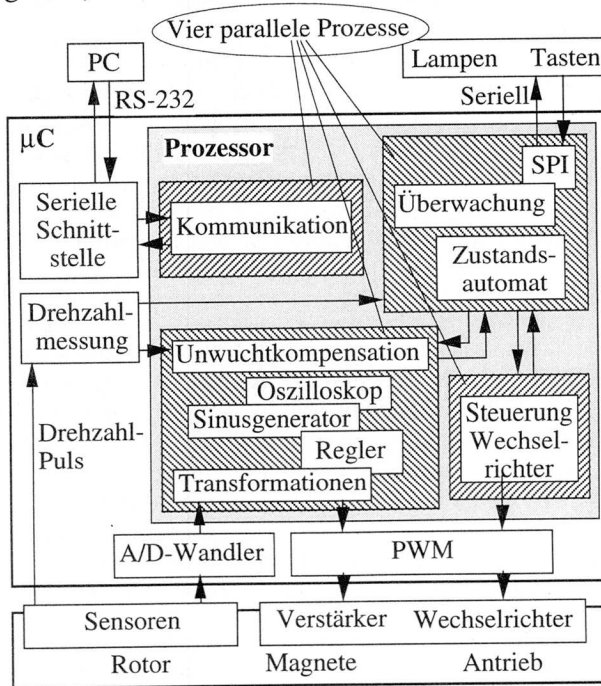 Vier parallele Prozesse
PC
Lampen Tasten
RS-232
Seriell
µC
Prozessor
SPI
Serielle
Schnitt-
stelle
Kommunikation
Überwachung
Zustands-
automat
Drehzahl-
messung
Unwuchtkompensation
Oszilloskop
Sinusgenerator
Regler
Transformationen
Steuerung
Wechsel-
richter
Drehzahl-
Puls
A/D-Wandler
PWM
Sensoren
Verstärker Wechselrichter
Rotor Magnete Antrieb